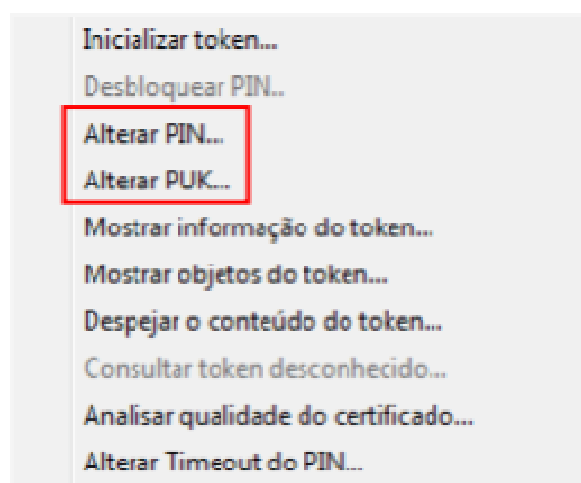 Inicializar token...
Desbloquear PIN...
Alterar PIN...
Alterar PUK...
Mostrar informação do token...
Mostrar objetos do token...
Despejar o conteúdo do token...
Consultar token desconhecido...
Analisar qualidade do certificado...
Alterar Timeout do PIN...